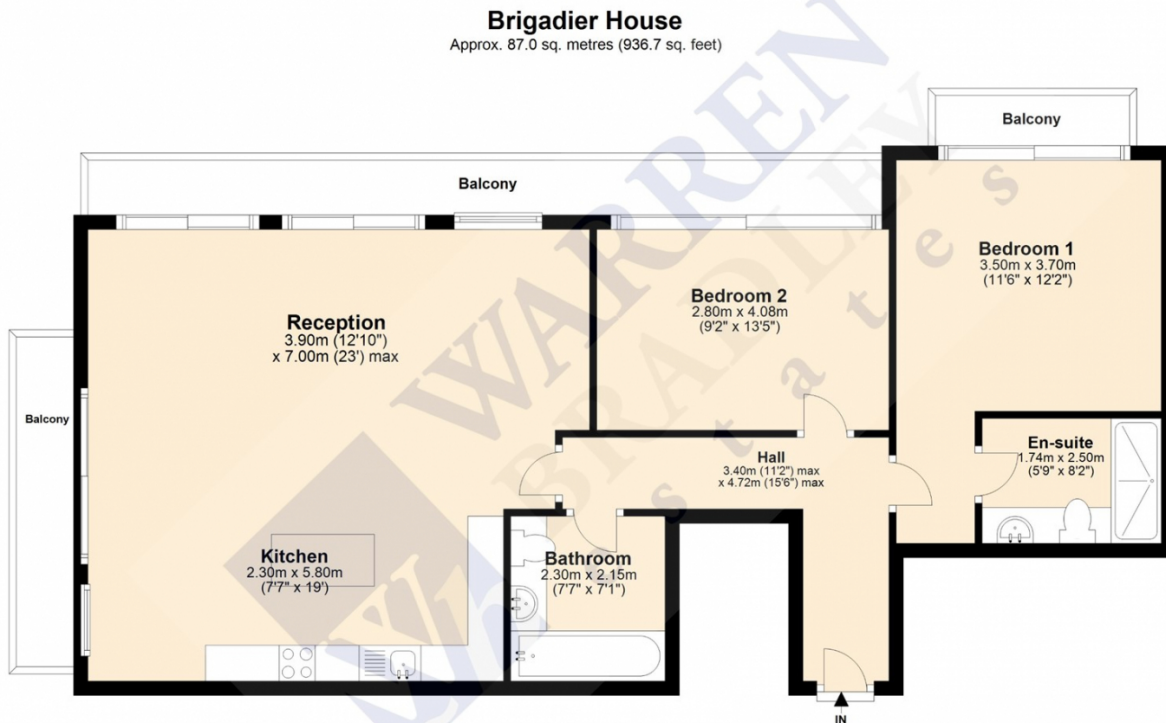 Brigadier House
Approx. 87.0 sq. metres (936.7 sq. feet)
Balcony
Balcony
Bedroom 1
3.50m x 3.70m
(11'6" x 12'2")
Bedroom 2
2.80m x 4.08m
(9'2" x 13'5")
Reception
3.90m (12'10")
x 7.00m (23') max
Balcony
Hall
3.40m (11'2") max
x 4.72m (15'6") max
En-suite
1.74m x 2.50m
(5'9" x 8'2")
Kitchen
2.30m x 5.80m
(7'7" x 19')
Bathroom
2.30m x 2.15m
(7'7" x 7'1")
IN
WARREN
BRADLEY
Estates